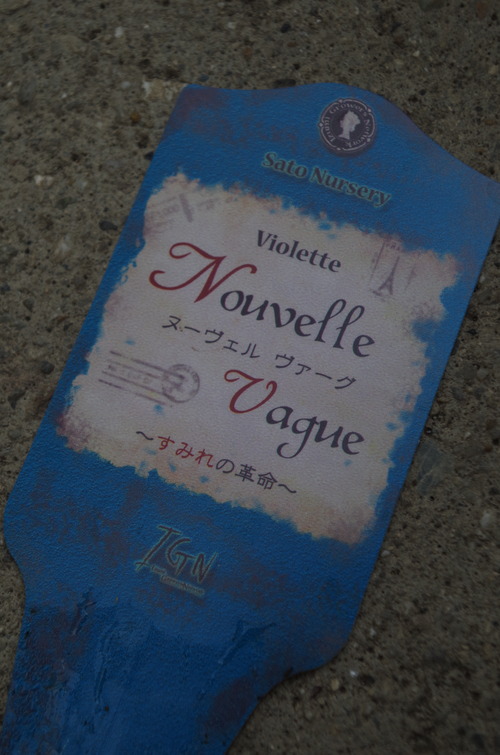 Sato Nursery
Violette
Nouvelle
ヌーヴェル ヴァーグ
Vague
～すみれの革命～
IGN